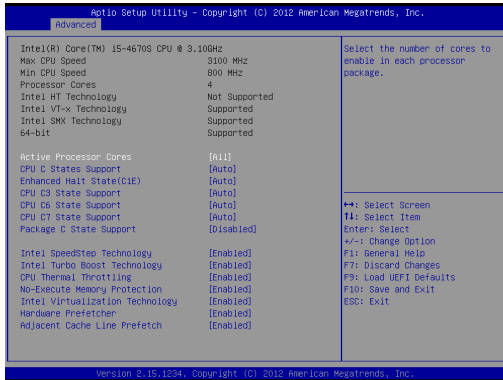 Aptio Setup Utility – Copyright (C) 2012 American Megatrends, Inc.
Advanced
Intel(R) Core(TM) i5-4670S CPU @ 3.10GHz
Max CPU Speed 3100 MHz
Min CPU Speed 800 MHz
Processor Cores 4
Intel HT Technology Not Supported
Intel VT-x Technology Supported
Intel SMX Technology Supported
64-bit Supported
Active Processor Cores [All]
CPU C States Support [Auto]
Enhanced Halt State(C1E) [Auto]
CPU C3 State Support [Auto]
CPU C6 State Support [Auto]
CPU C7 State Support [Auto]
Package C State Support [Disabled]
Intel SpeedStep Technology [Enabled]
Intel Turbo Boost Technology [Enabled]
CPU Thermal Throttling [Enabled]
No-Execute Memory Protection [Enabled]
Intel Virtualization Technology [Enabled]
Hardware Prefetcher [Enabled]
Adjacent Cache Line Prefetch [Enabled]
Select the number of cores to
enable in each processor
package.
↔: Select Screen
↑↓: Select Item
Enter: Select
+/-: Change Option
F1: General Help
F7: Discard Changes
F9: Load UEFI Defaults
F10: Save and Exit
ESC: Exit
Version 2.15.1234. Copyright (C) 2012 American Megatrends, Inc.